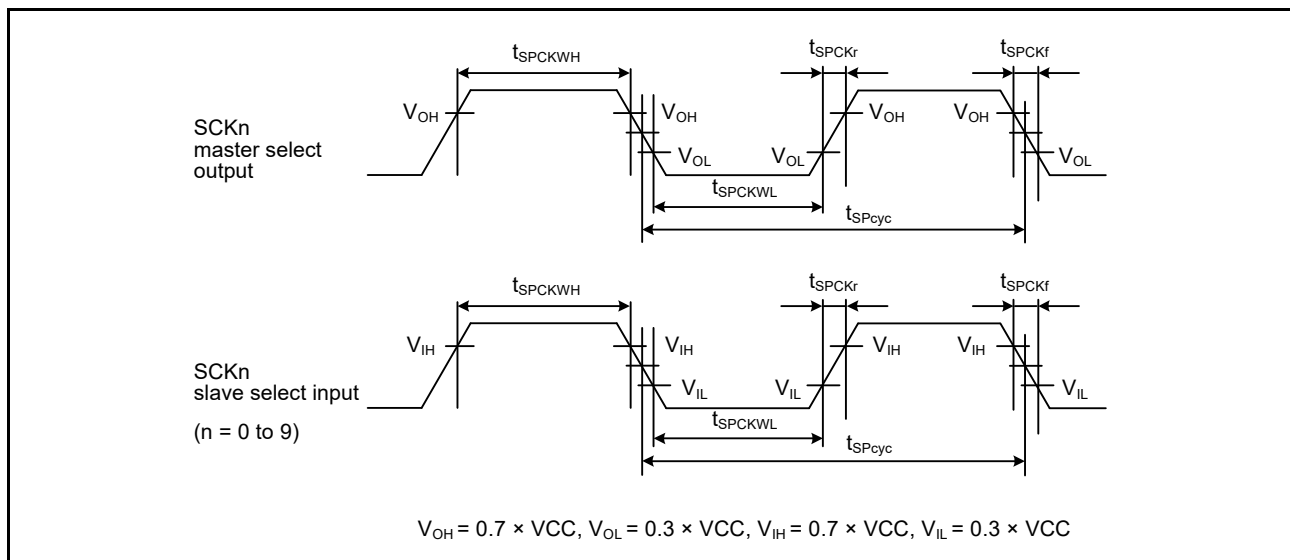 tSPCKWH
tSPCKr
tSPCKf
VOH
VOH
VOH
VOH
SCKn
master select
output
VOL
VOL
VOL
tSPCKWL
tSPcyc
tSPCKWH
tSPCKr
tSPCKf
VIH
VIH
VIH
VIH
SCKn
slave select input
VIL
VIL
VIL
(n = 0 to 9)
tSPCKWL
tSPcyc
VOH = 0.7 × VCC, VOL = 0.3 × VCC, VIH = 0.7 × VCC, VIL = 0.3 × VCC